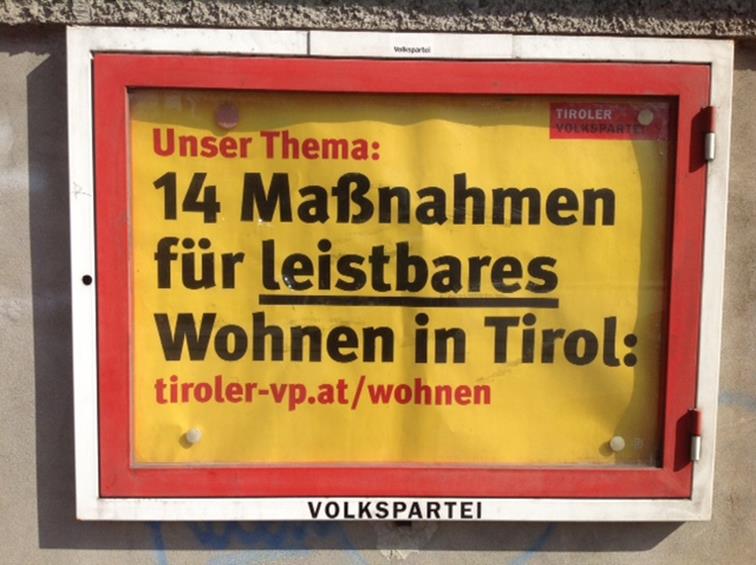 Volkspartei
TIROLER
VOLKSPARTEI
Unser Thema:
14 Maßnahmen
für leistbares
Wohnen in Tirol:
tiroler-vp.at/wohnen
VOLKSPARTEI